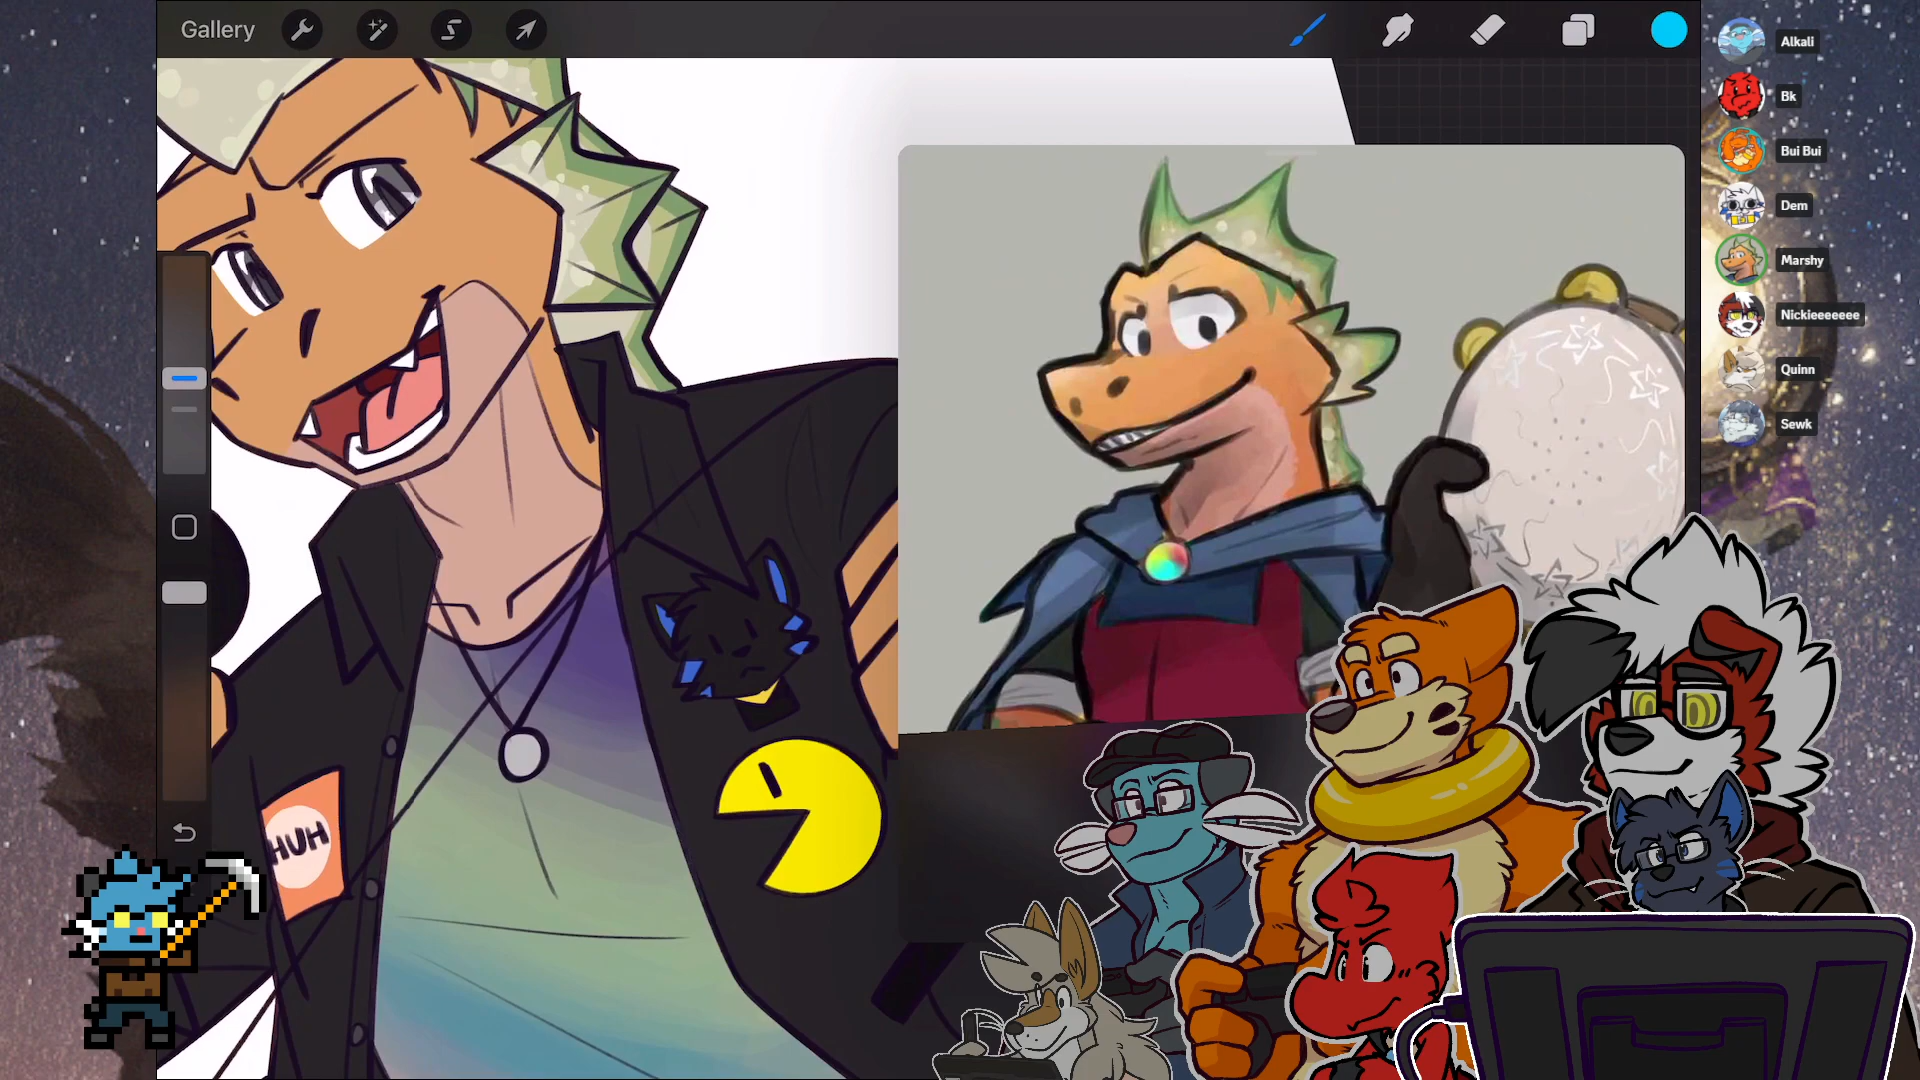 Gallery
Alkali
Bk
Bui Bui
Dem
Marshy
Nickieeeeeee
Quinn
Sewk
HUH